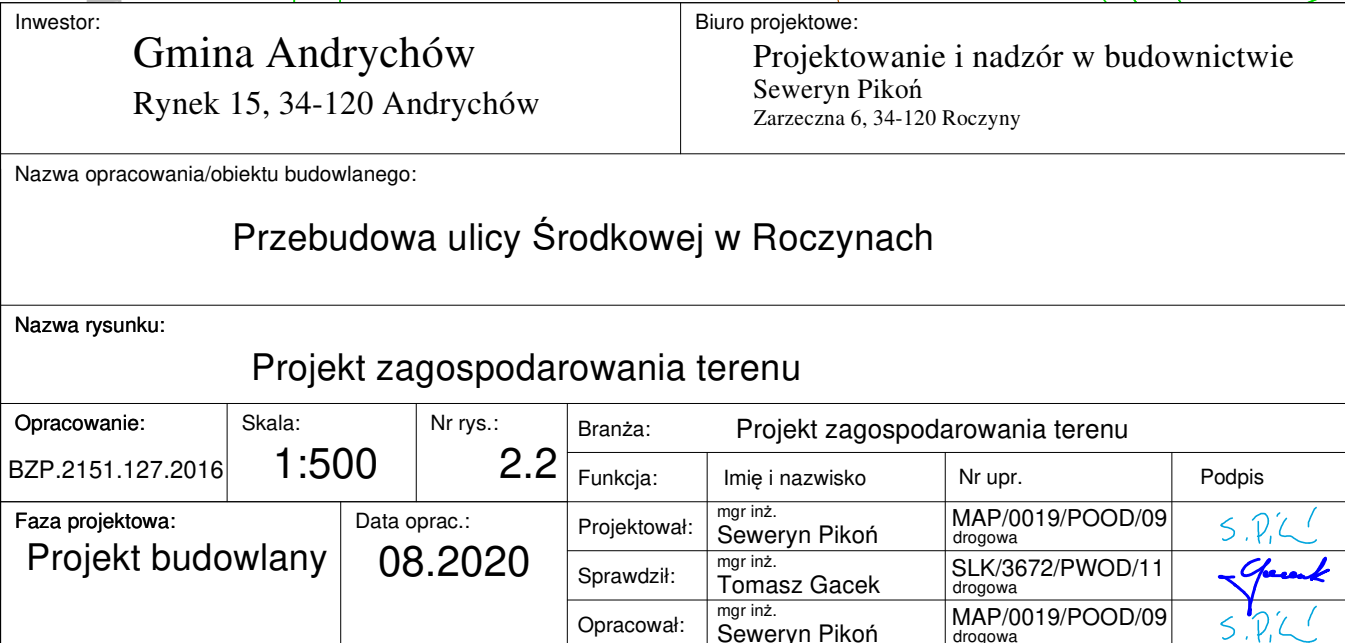 Inwestor:
Gmina Andrychów
Rynek 15, 34-120 Andrychów
Biuro projektowe:
Projektowanie i nadzór w budownictwie
Seweryn Pikoń
Zarzeczna 6, 34-120 Roczyny
Nazwa opracowania/obiektu budowlanego:
Przebudowa ulicy Środkowej w Roczynach
Nazwa rysunku:
Projekt zagospodarowania terenu
Opracowanie:
BZP.2151.127.2016
Skala:
1:500
Nr rys.:
2.2
Branża: Projekt zagospodarowania terenu
Funkcja: Imię i nazwisko Nr upr. Podpis
Faza projektowa:
Projekt budowlany
Data oprac.:
08.2020
Projektował: mgr inż. Seweryn Pikoń MAP/0019/POOD/09 drogowa
Sprawdził: mgr inż. Tomasz Gacek SLK/3672/PWOD/11 drogowa
Opracował: mgr inż. Seweryn Pikoń MAP/0019/POOD/09 drogowa